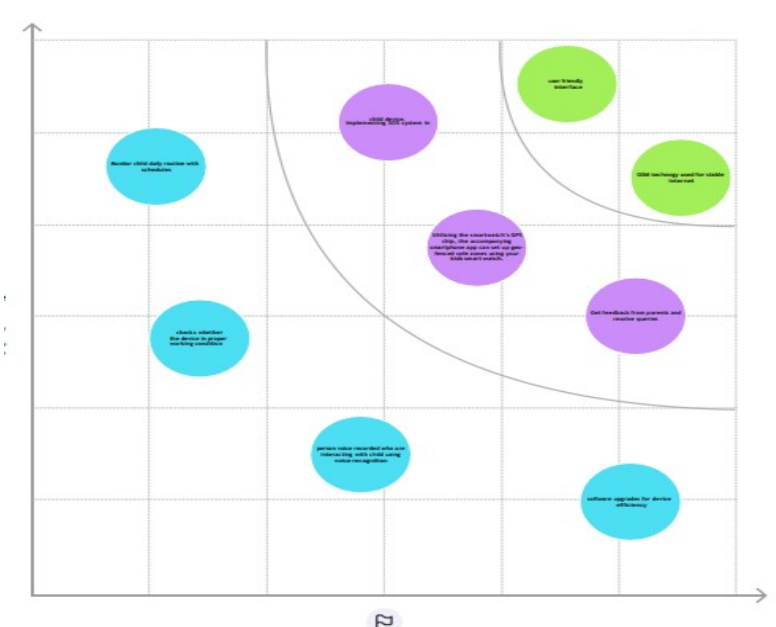 user friendly
interface
child device.
implementing SOS system in
GSM technogy used for stable
internet
Monitor child daily routine with
schedules
Utilizing the smartwatch's GPS
chip, the accompanying
smartphone app can set up geo-
fenced safe zones using your
kids smart watch.
Get feedback from parents and
resolve queries
checks whether
the device in proper
working condition
person voice recorded who are
interacting with child using
voice recognition
software upgrades for device
efficiency